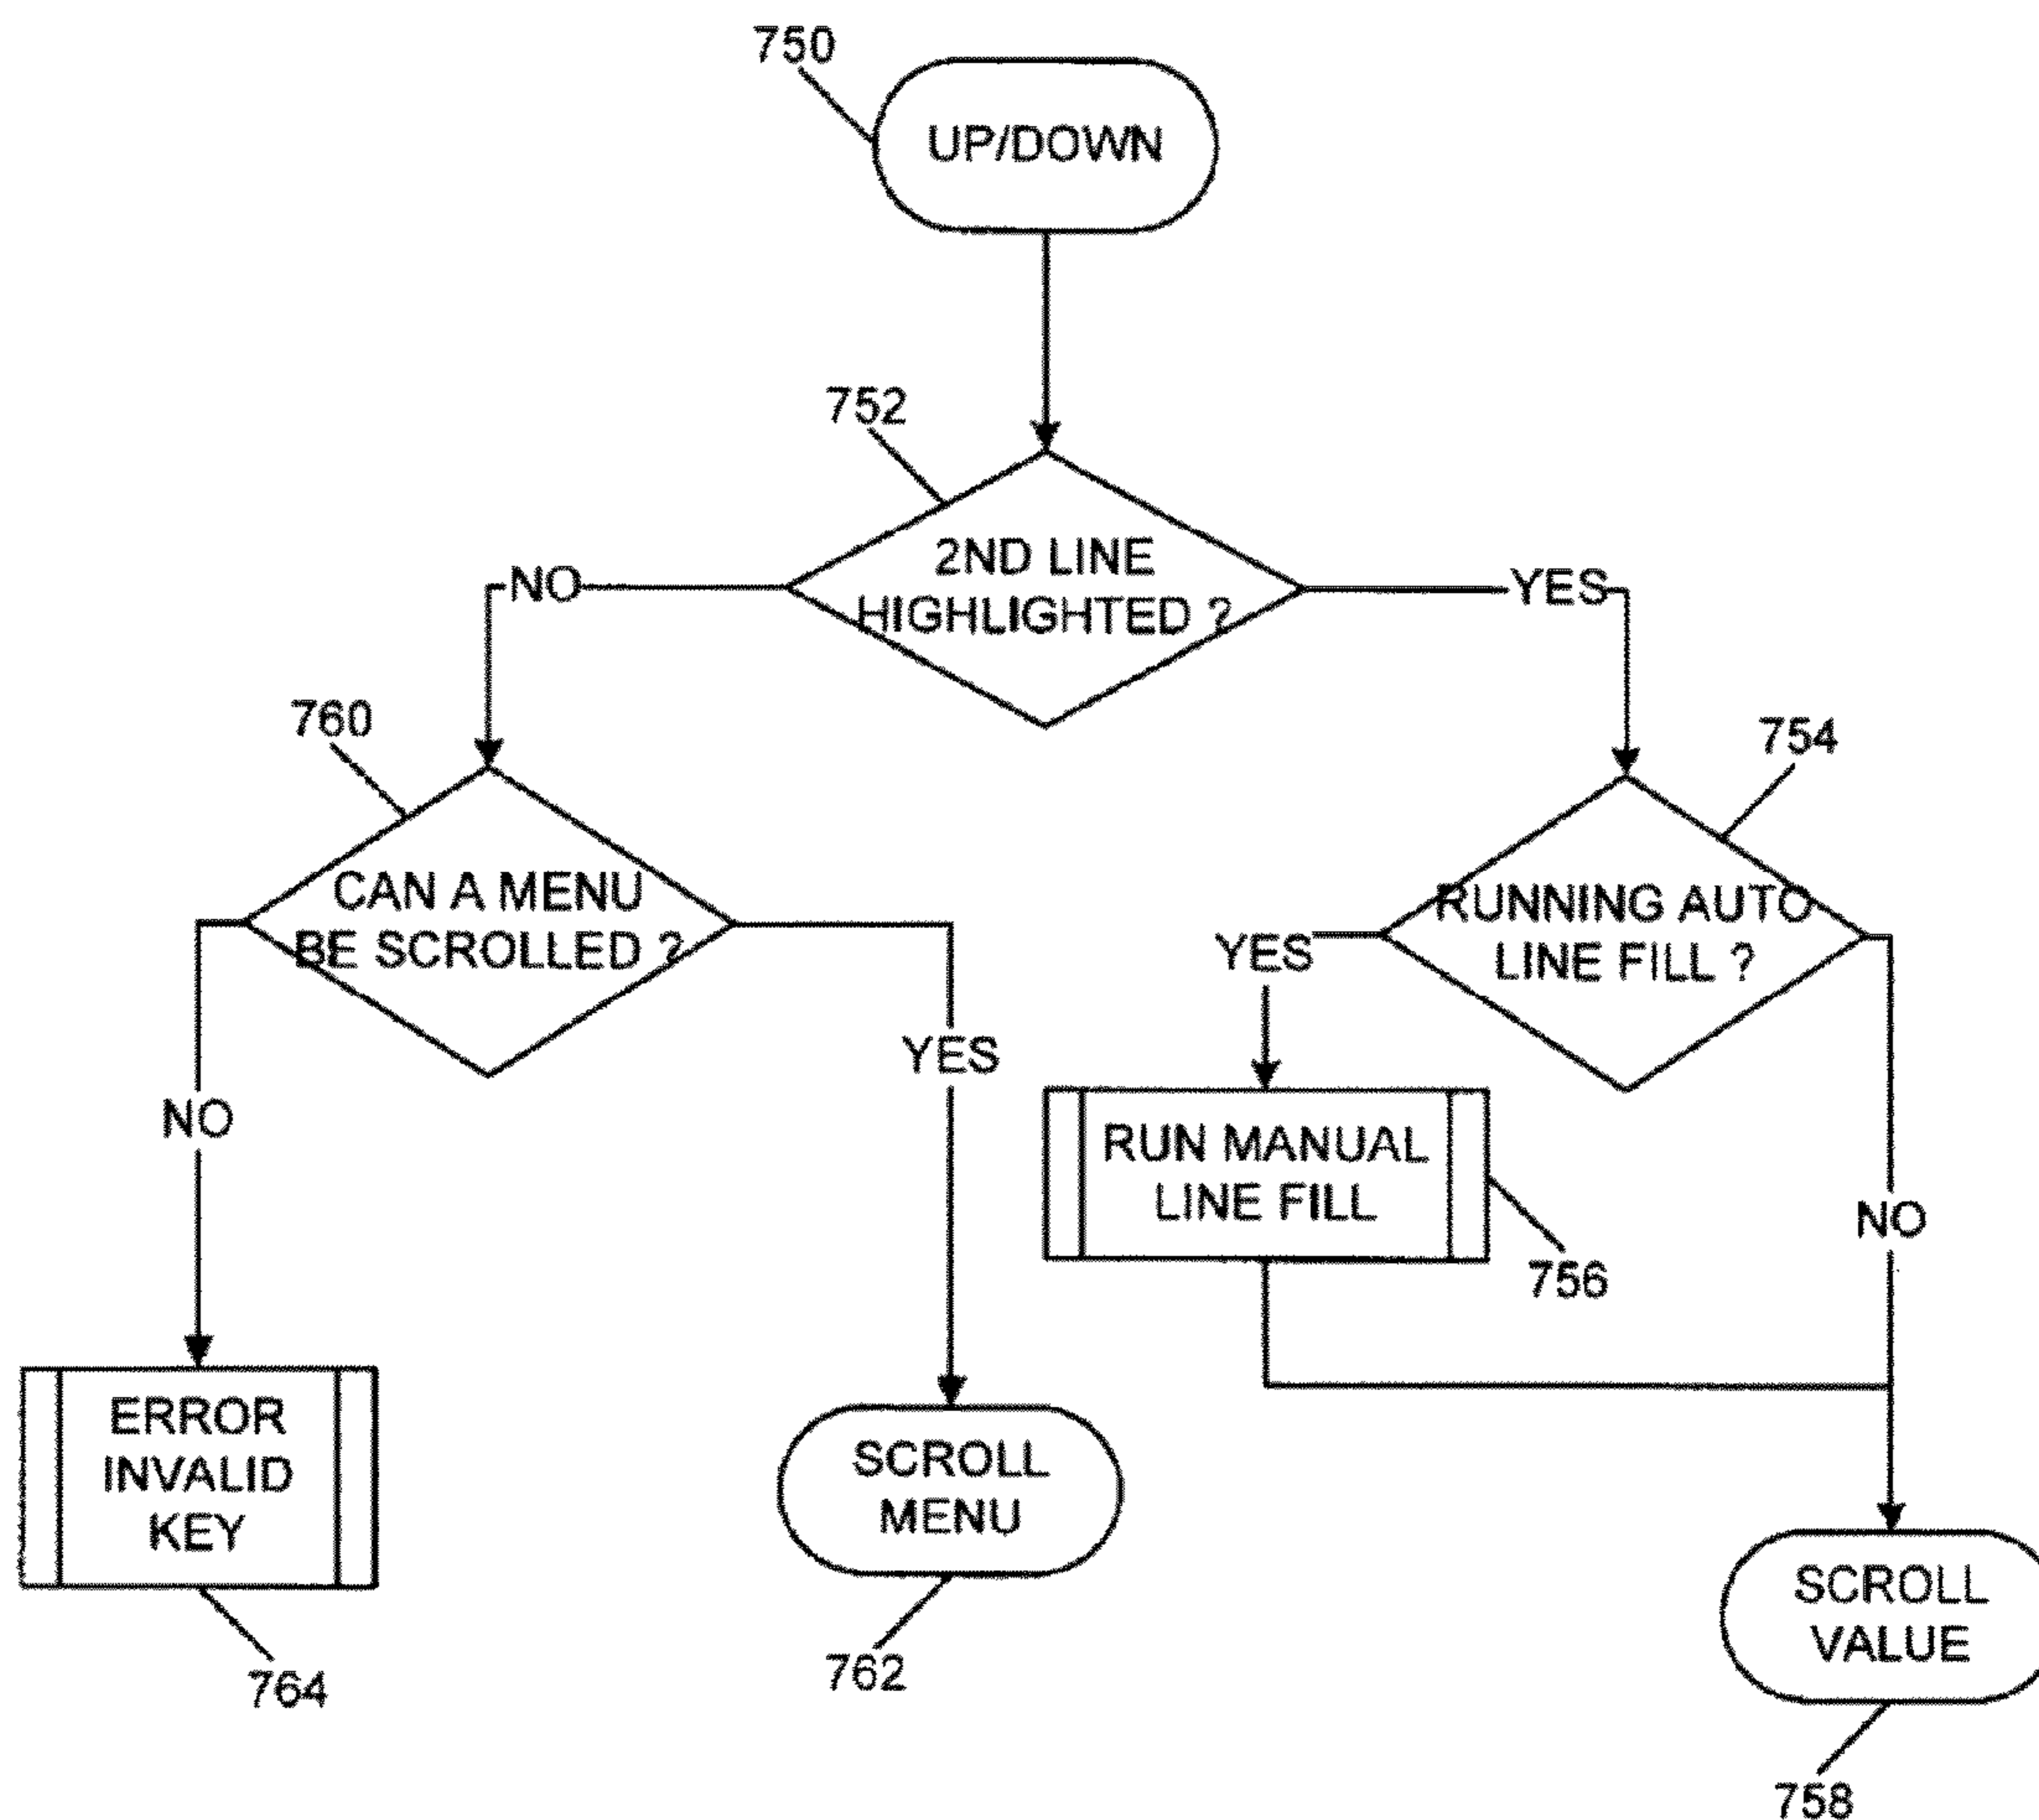 750
UP/DOWN
752
2ND LINE
HIGHLIGHTED ?
NO
YES
760
754
CAN A MENU
BE SCROLLED ?
RUNNING AUTO
LINE FILL ?
YES
YES
NO
RUN MANUAL
LINE FILL
NO
756
ERROR
INVALID
KEY
SCROLL
MENU
SCROLL
VALUE
764
762
758